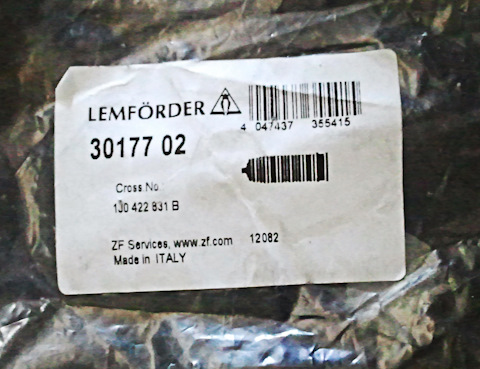 LEMFÖRDER
4 047437 355415
30177 02
Cross.No
1J0 422 831 B
ZF Services, www.zf.com 12082
Made in ITALY